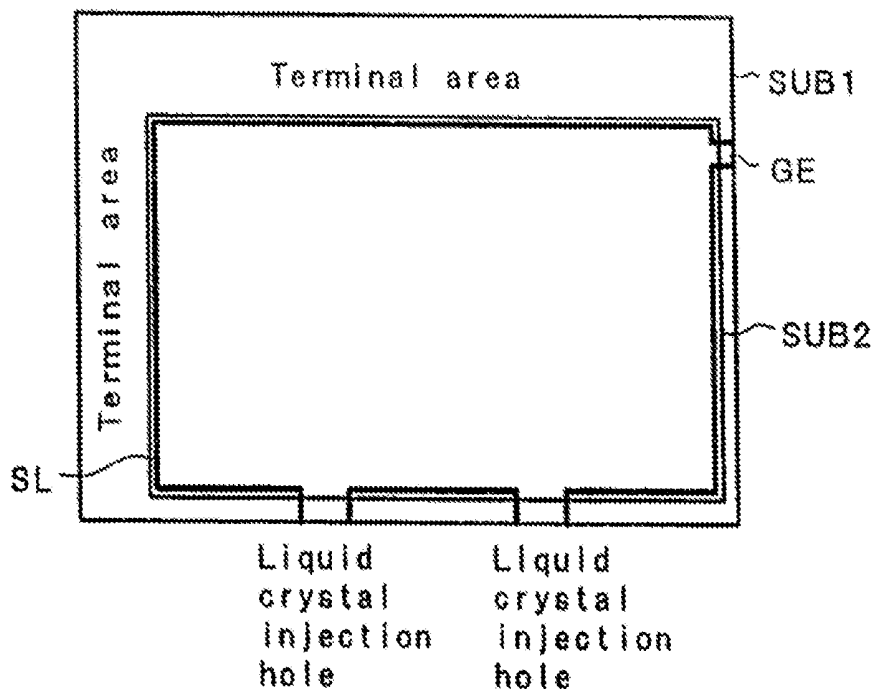 Terminal area
SUB1
GE
Terminal area
SUB2
SL
Liquid
crystal
injection
hole
LIquid
crystal
injection
hole